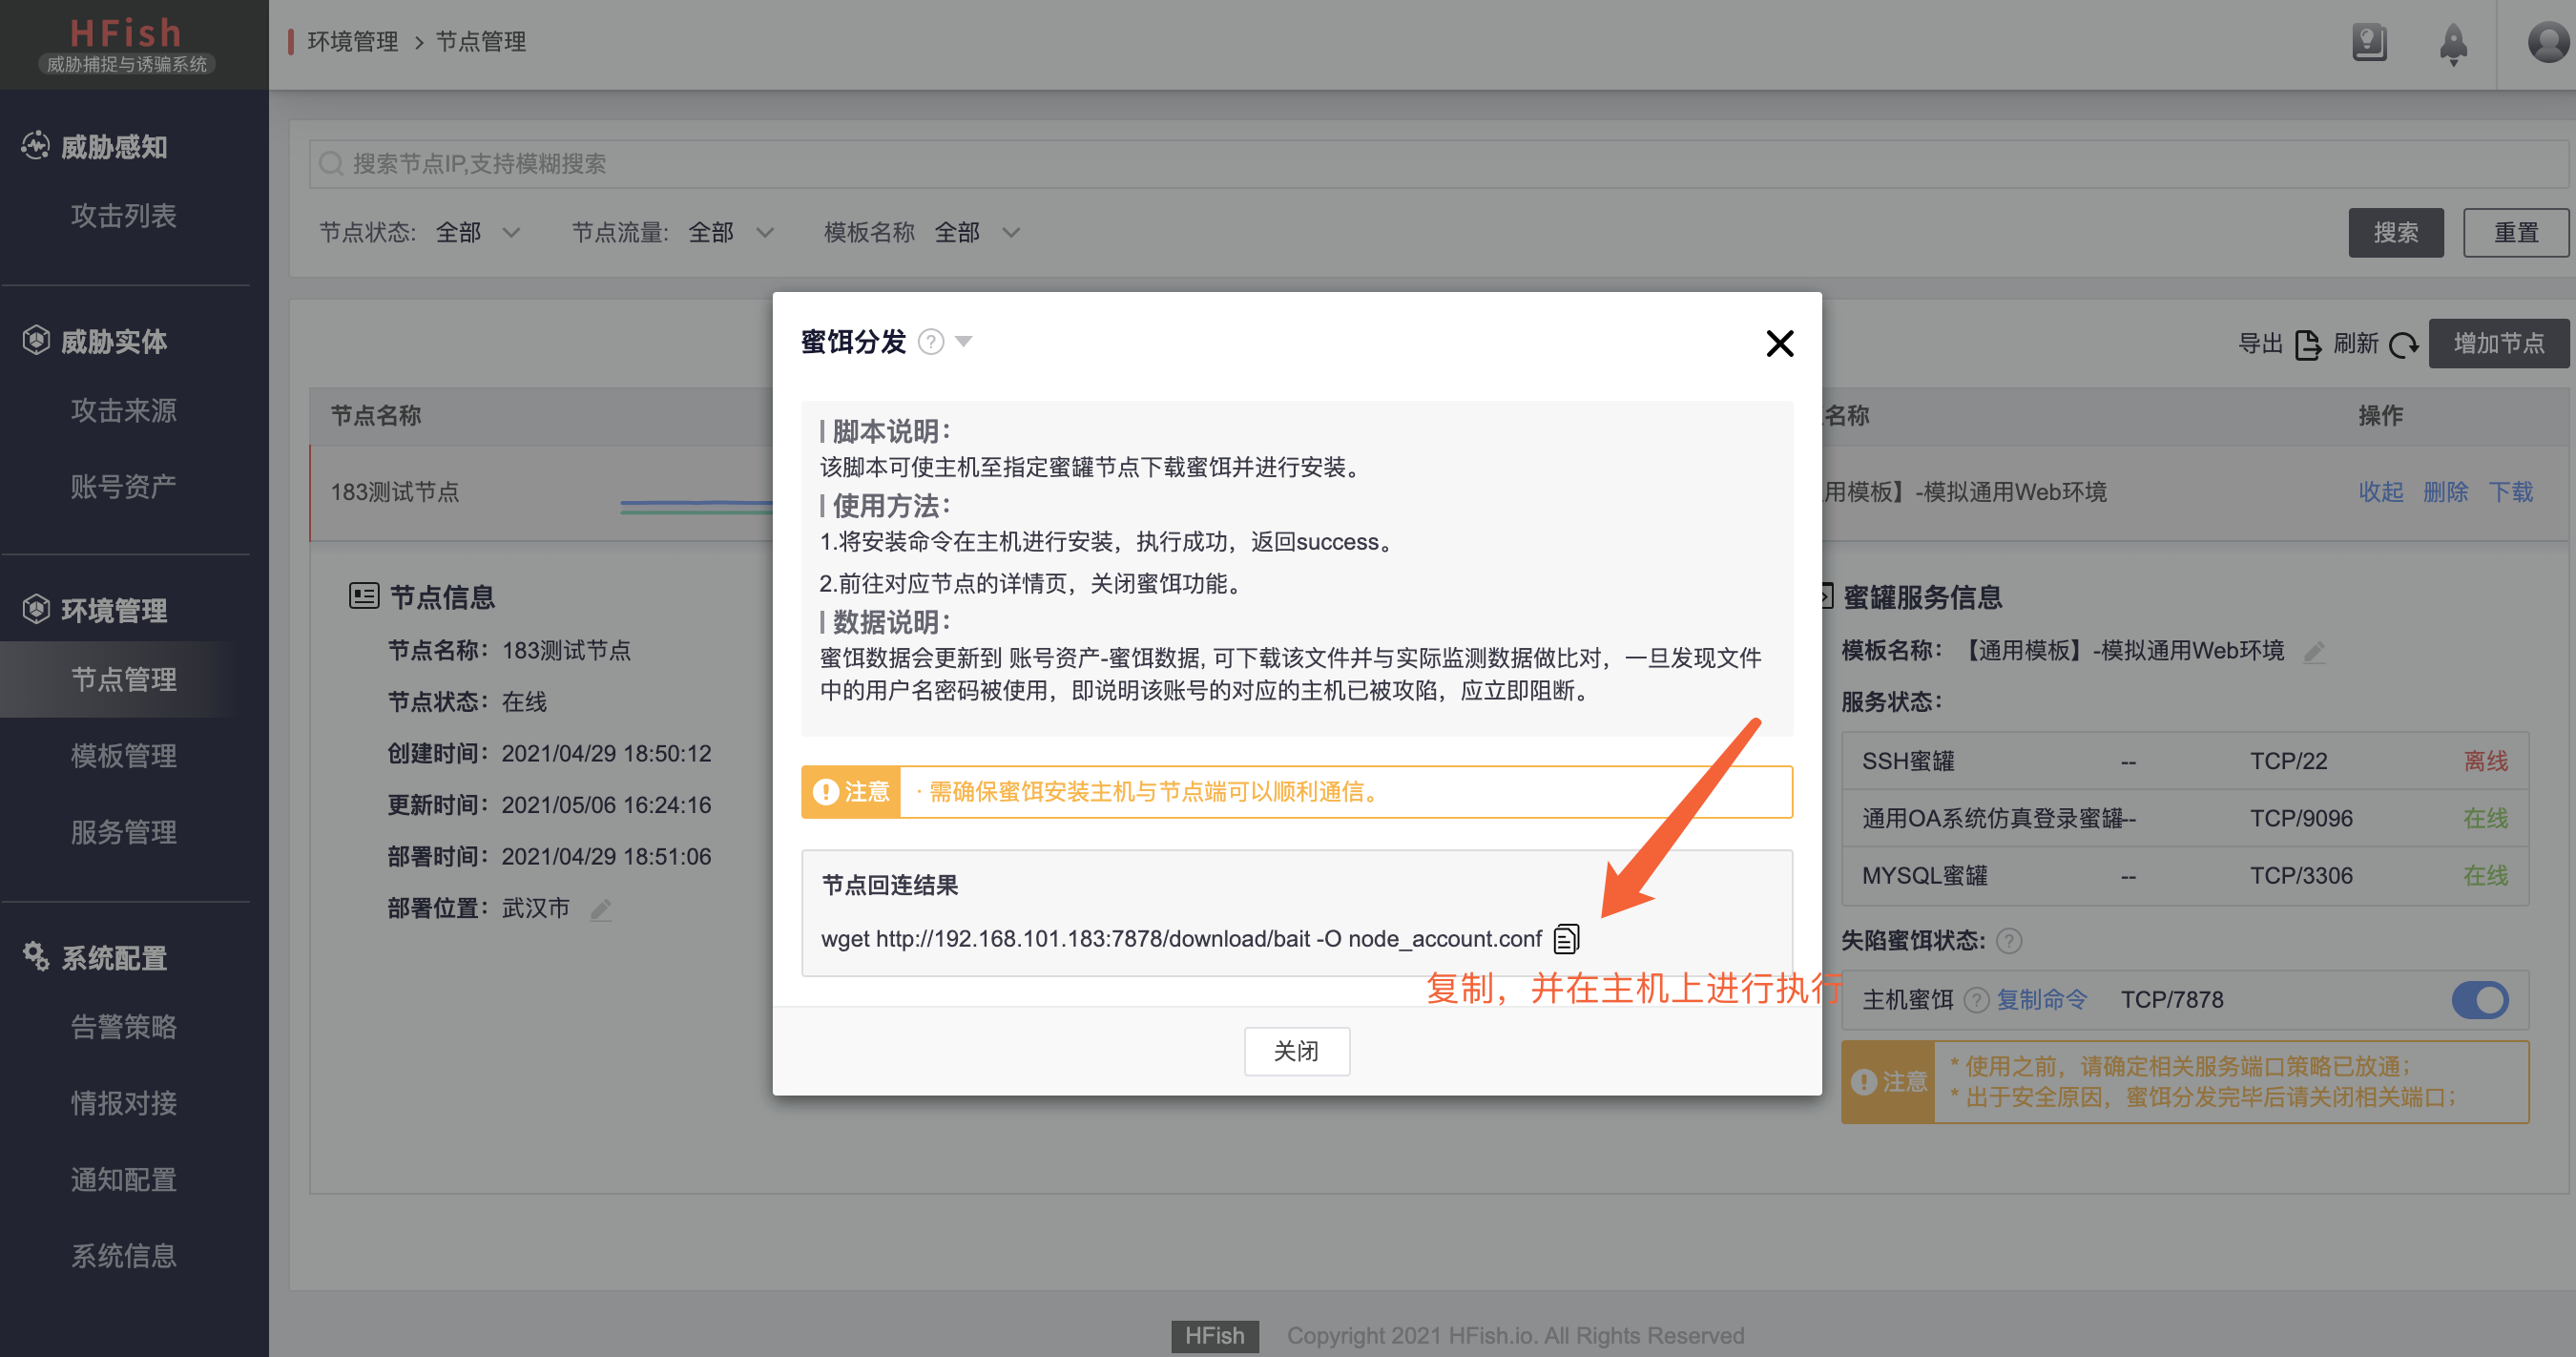 HFish
威胁捕捉与诱骗系统
环境管理 > 节点管理
威胁感知
攻击列表
威胁实体
攻击来源
账号资产
环境管理
节点管理
模板管理
服务管理
系统配置
告警策略
情报对接
通知配置
系统信息
搜索节点IP,支持模糊搜索
节点状态: 全部 节点流量: 全部 模板名称 全部
搜索 重置
导出 刷新 增加节点
节点名称
名称 操作
183测试节点
用模板】-模拟通用Web环境 收起 删除 下载
节点信息
节点名称： 183测试节点
节点状态： 在线
创建时间： 2021/04/29 18:50:12
更新时间： 2021/05/06 16:24:16
部署时间： 2021/04/29 18:51:06
部署位置： 武汉市
蜜饵分发 ?
脚本说明：
该脚本可使主机至指定蜜罐节点下载蜜饵并进行安装。
使用方法：
1.将安装命令在主机进行安装，执行成功，返回success。
2.前往对应节点的详情页，关闭蜜饵功能。
数据说明：
蜜饵数据会更新到 账号资产-蜜饵数据, 可下载该文件并与实际监测数据做比对，一旦发现文件
中的用户名密码被使用，即说明该账号的对应的主机已被攻陷，应立即阻断。
注意 · 需确保蜜饵安装主机与节点端可以顺利通信。
节点回连结果
wget http://192.168.101.183:7878/download/bait -O node_account.conf
复制，并在主机上进行执行
关闭
蜜罐服务信息
模板名称： 【通用模板】-模拟通用Web环境
服务状态：
SSH蜜罐 -- TCP/22 离线
通用OA系统仿真登录蜜罐-- TCP/9096 在线
MYSQL蜜罐 -- TCP/3306 在线
失陷蜜饵状态: ?
主机蜜饵 ? 复制命令 TCP/7878
注意
* 使用之前，请确定相关服务端口策略已放通；
* 出于安全原因，蜜饵分发完毕后请关闭相关端口；
HFish Copyright 2021 HFish.io. All Rights Reserved